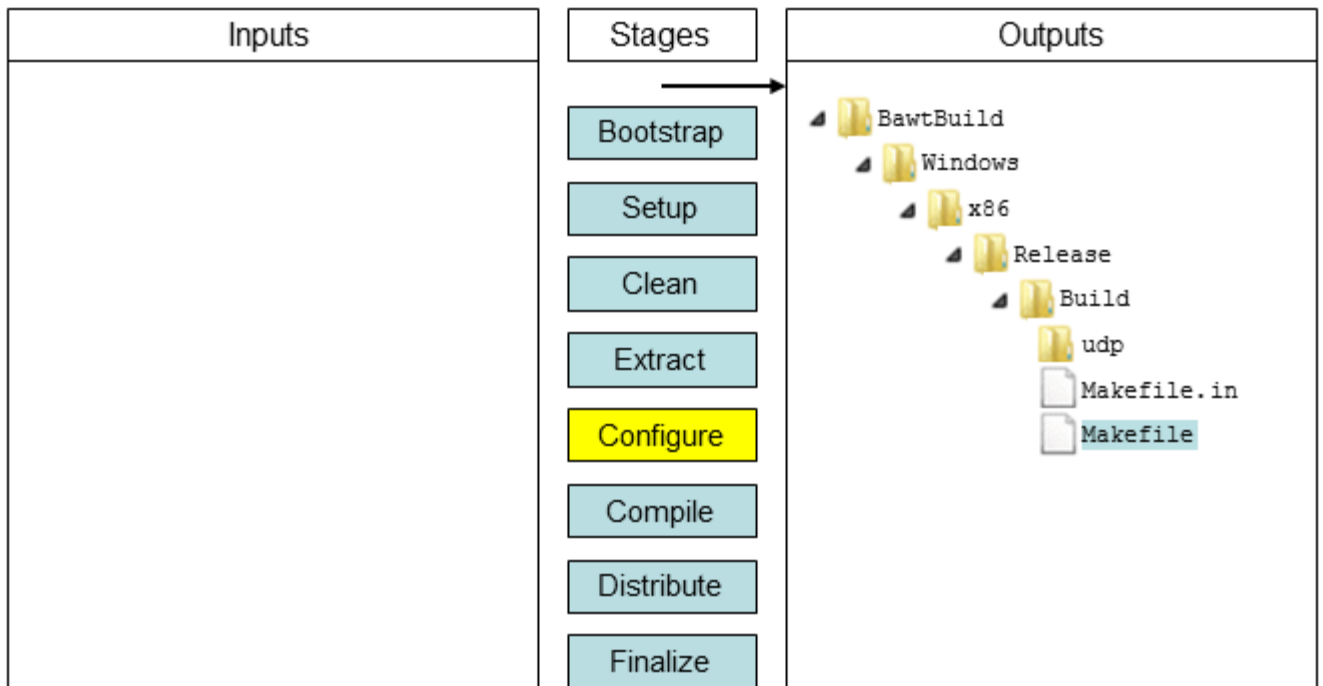 Inputs
Stages
Outputs
Bootstrap
Setup
Clean
Extract
Configure
Compile
Distribute
Finalize
BawtBuild
Windows
x86
Release
Build
udp
Makefile.in
Makefile